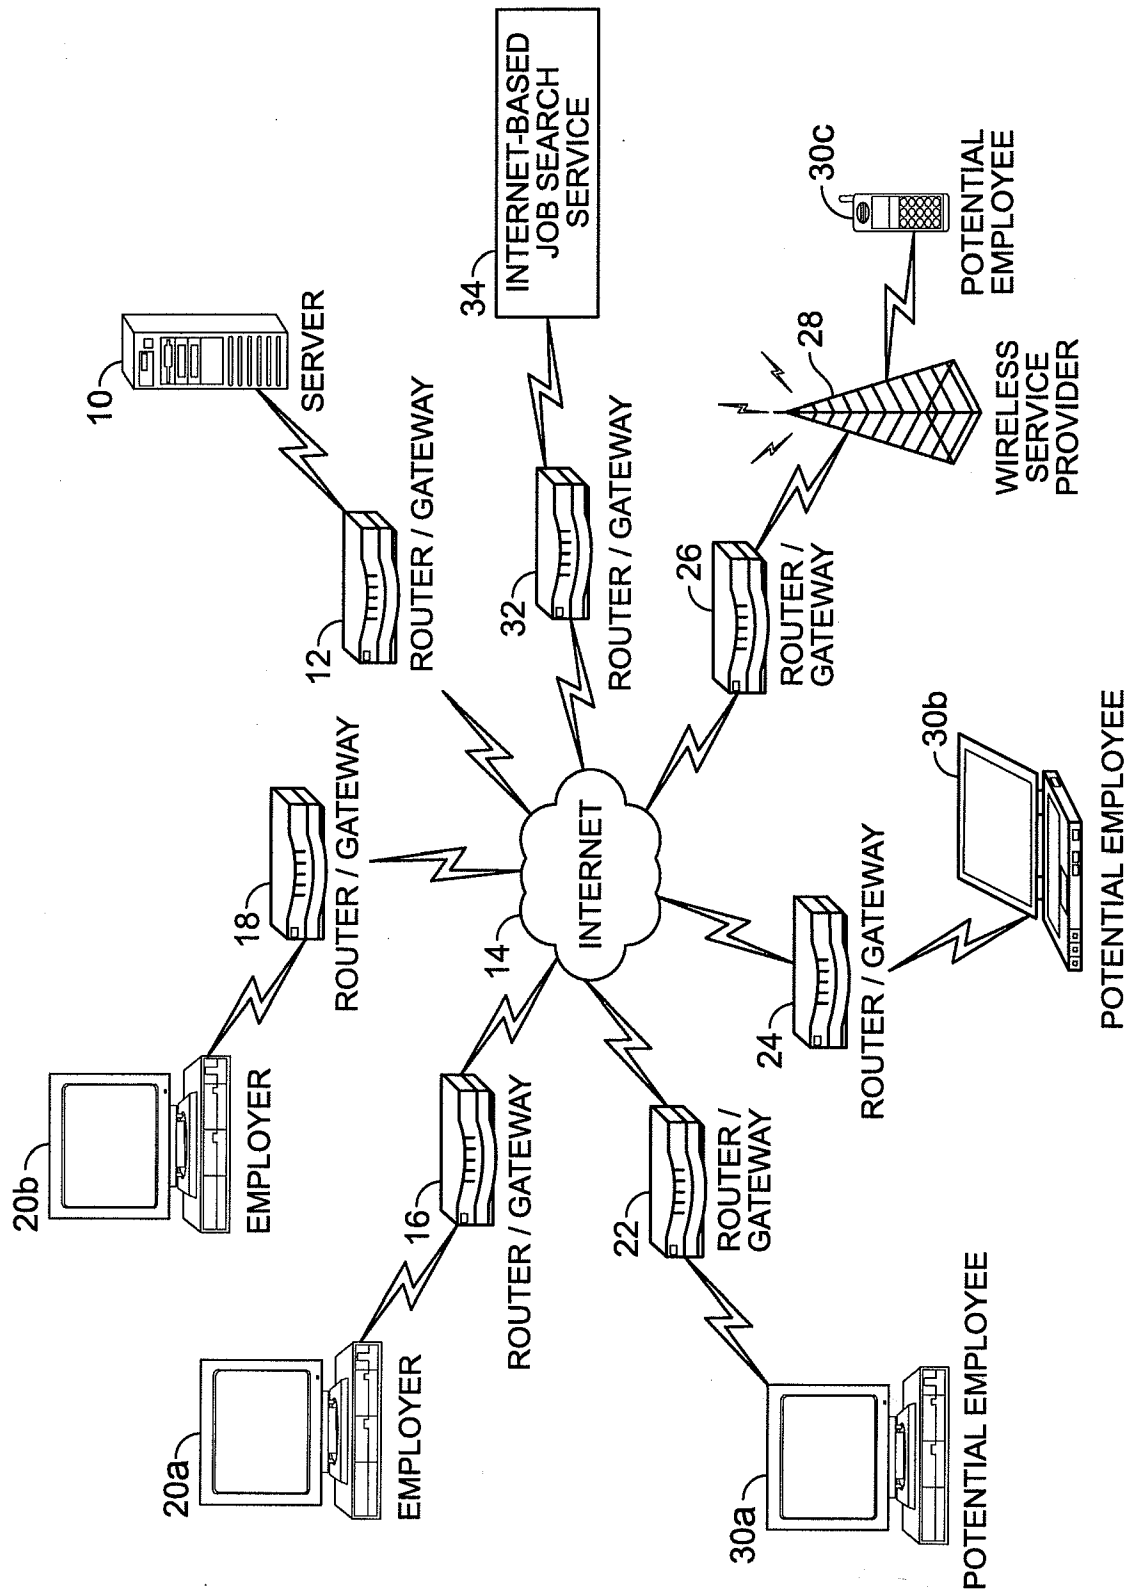 20b
EMPLOYER
18
ROUTER / GATEWAY
10
SERVER
12
ROUTER / GATEWAY
20a
EMPLOYER
16
ROUTER / GATEWAY
14
INTERNET
32
ROUTER / GATEWAY
34
INTERNET-BASED
JOB SEARCH
SERVICE
22
ROUTER /
GATEWAY
30a
POTENTIAL EMPLOYEE
24
ROUTER / GATEWAY
30b
POTENTIAL EMPLOYEE
26
ROUTER /
GATEWAY
28
WIRELESS
SERVICE
PROVIDER
30c
POTENTIAL
EMPLOYEE